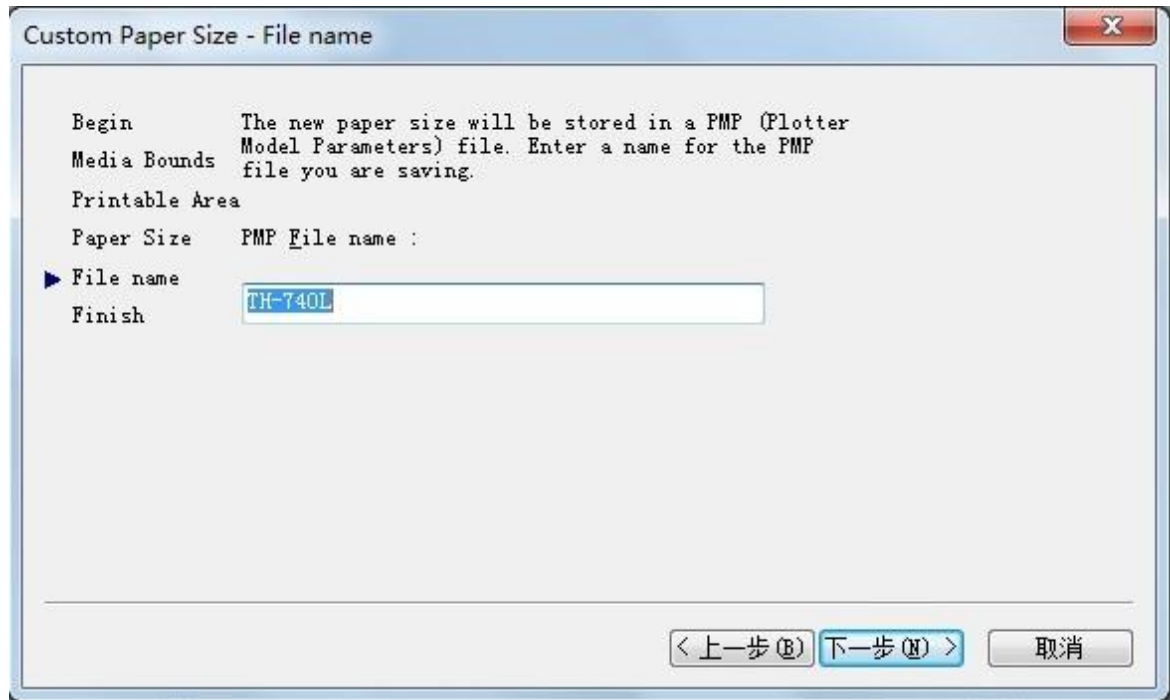 Custom Paper Size - File name
Begin
Media Bounds
Printable Area
Paper Size
File name
Finish
The new paper size will be stored in a PMP (Plotter
Model Parameters) file. Enter a name for the PMP
file you are saving.
PMP File name :
TH-740L
< 上一步(B)
下一步(N) >
取消